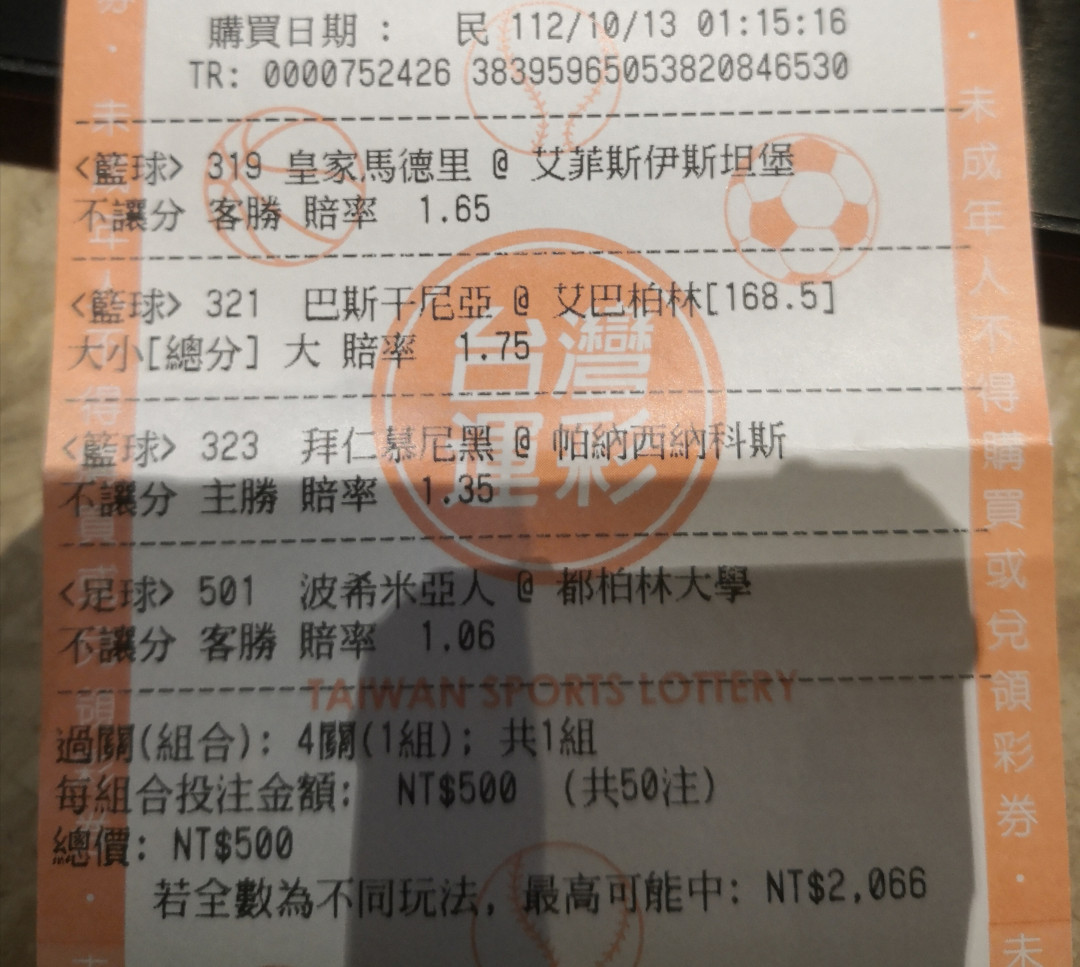 購買日期： 民 112/10/13 01:15:16
TR: 0000752426 383959650538208 46530
<籃球> 319 皇家馬德里 @ 艾菲斯伊斯坦堡
不讓分 客勝 賠率 1.65
<籃球> 321 巴斯干尼亞 @ 艾巴柏林[168.5]
大小[總分] 大 賠率 1.75
台灣
運彩
<籃球> 323 拜仁慕尼黑 @ 帕納西納科斯
不讓分 主勝 賠率 1.35
<足球> 501 波希米亞人 @ 都柏林大學
不讓分 客勝 賠率 1.06
TAIWAN SPORTS LOTTERY
過關(組合): 4關(1組); 共1組
每組合投注金額: NT$500 (共50注)
總價: NT$500
若全數為不同玩法, 最高可能中: NT$2,066
未成年人不得購買或兌領彩券·未